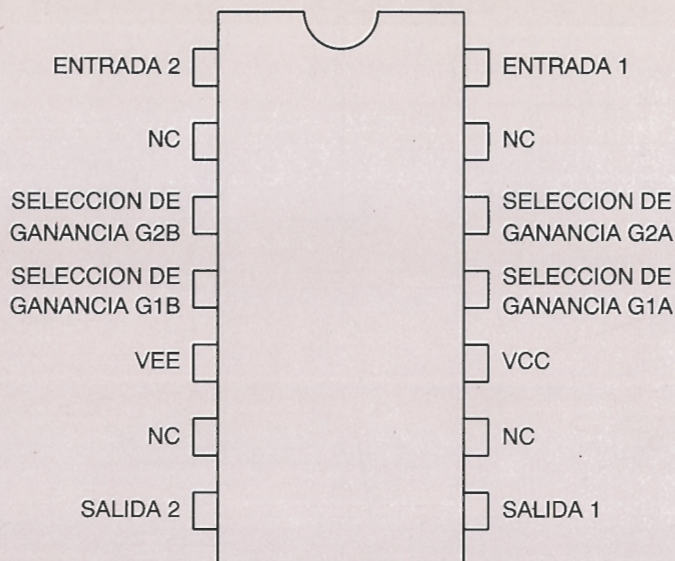 ENTRADA 2
ENTRADA 1
NC
NC
SELECCION DE
GANANCIA G2B
SELECCION DE
GANANCIA G2A
SELECCION DE
GANANCIA G1B
SELECCION DE
GANANCIA G1A
VEE
VCC
NC
NC
SALIDA 2
SALIDA 1